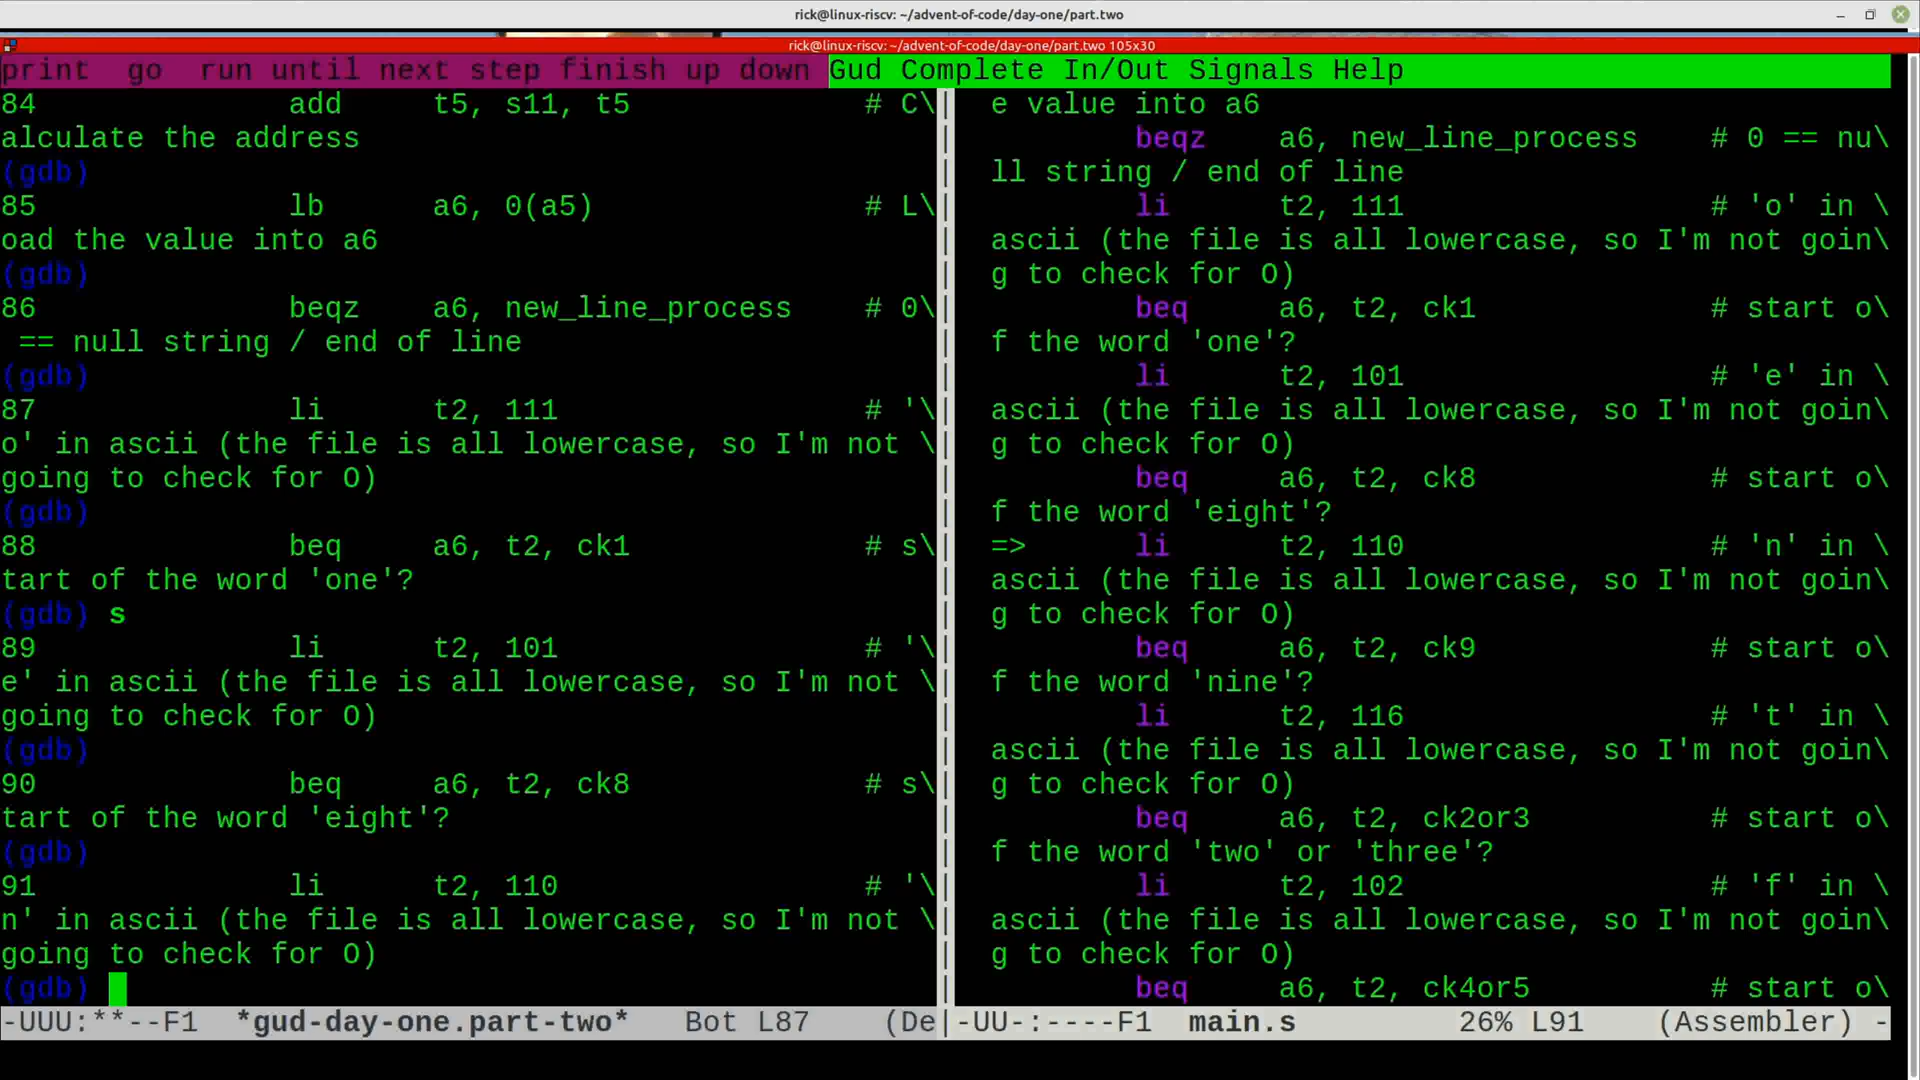 rick@linux-riscv: ~/advent-of-code/day-one/part.two
rick@linux-riscv: ~/advent-of-code/day-one/part.two 105x30
print go run until next step finish up down Gud Complete In/Out Signals Help
84 add t5, s11, t5 # C\
alculate the address
(gdb)
85 lb a6, 0(a5) # L\
oad the value into a6
(gdb)
86 beqz a6, new_line_process # 0\
== null string / end of line
(gdb)
87 li t2, 111 # '\
o' in ascii (the file is all lowercase, so I'm not \
going to check for O)
(gdb)
88 beq a6, t2, ck1 # s\
tart of the word 'one'?
(gdb) s
89 li t2, 101 # '\
e' in ascii (the file is all lowercase, so I'm not \
going to check for O)
(gdb)
90 beq a6, t2, ck8 # s\
tart of the word 'eight'?
(gdb)
91 li t2, 110 # '\
n' in ascii (the file is all lowercase, so I'm not \
going to check for O)
(gdb)
-UUU:**--F1 *gud-day-one.part-two* Bot L87 (De
e value into a6
beqz a6, new_line_process # 0 == nu\
ll string / end of line
li t2, 111 # 'o' in \
ascii (the file is all lowercase, so I'm not goin\
g to check for O)
beq a6, t2, ck1 # start o\
f the word 'one'?
li t2, 101 # 'e' in \
ascii (the file is all lowercase, so I'm not goin\
g to check for O)
beq a6, t2, ck8 # start o\
f the word 'eight'?
=> li t2, 110 # 'n' in \
ascii (the file is all lowercase, so I'm not goin\
g to check for O)
beq a6, t2, ck9 # start o\
f the word 'nine'?
li t2, 116 # 't' in \
ascii (the file is all lowercase, so I'm not goin\
g to check for O)
beq a6, t2, ck2or3 # start o\
f the word 'two' or 'three'?
li t2, 102 # 'f' in \
ascii (the file is all lowercase, so I'm not goin\
g to check for O)
beq a6, t2, ck4or5 # start o\
-UU-:----F1 main.s 26% L91 (Assembler) -